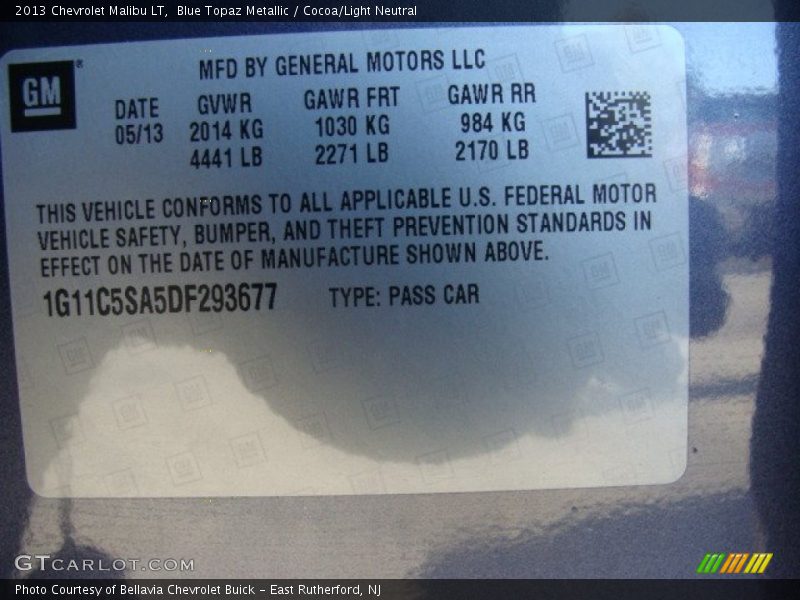 2013 Chevrolet Malibu LT, Blue Topaz Metallic / Cocoa/Light Neutral
GM®
MFD BY GENERAL MOTORS LLC
DATE GVWR GAWR FRT GAWR RR
05/13 2014 KG 1030 KG 984 KG
4441 LB 2271 LB 2170 LB
THIS VEHICLE CONFORMS TO ALL APPLICABLE U.S. FEDERAL MOTOR
VEHICLE SAFETY, BUMPER, AND THEFT PREVENTION STANDARDS IN
EFFECT ON THE DATE OF MANUFACTURE SHOWN ABOVE.
1G11C5SA5DF293677 TYPE: PASS CAR
GTCARLOT.COM
Photo Courtesy of Bellavia Chevrolet Buick - East Rutherford, NJ